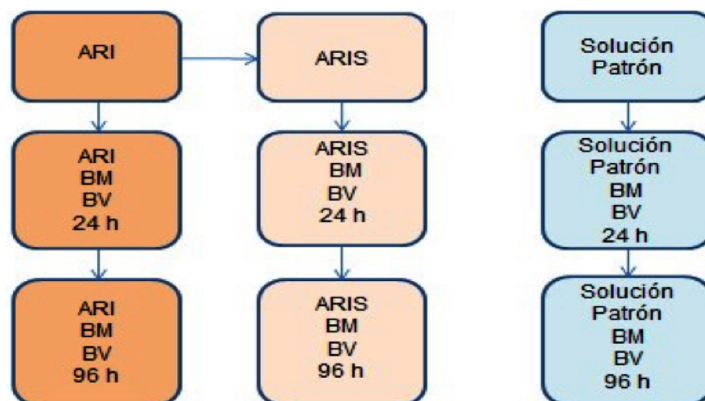 ARI
ARIS
Solución
Patrón
ARI
BM
BV
24 h
ARIS
BM
BV
24 h
Solución
Patrón
BM
BV
24 h
ARI
BM
BV
96 h
ARIS
BM
BV
96 h
Solución
Patrón
BM
BV
96 h